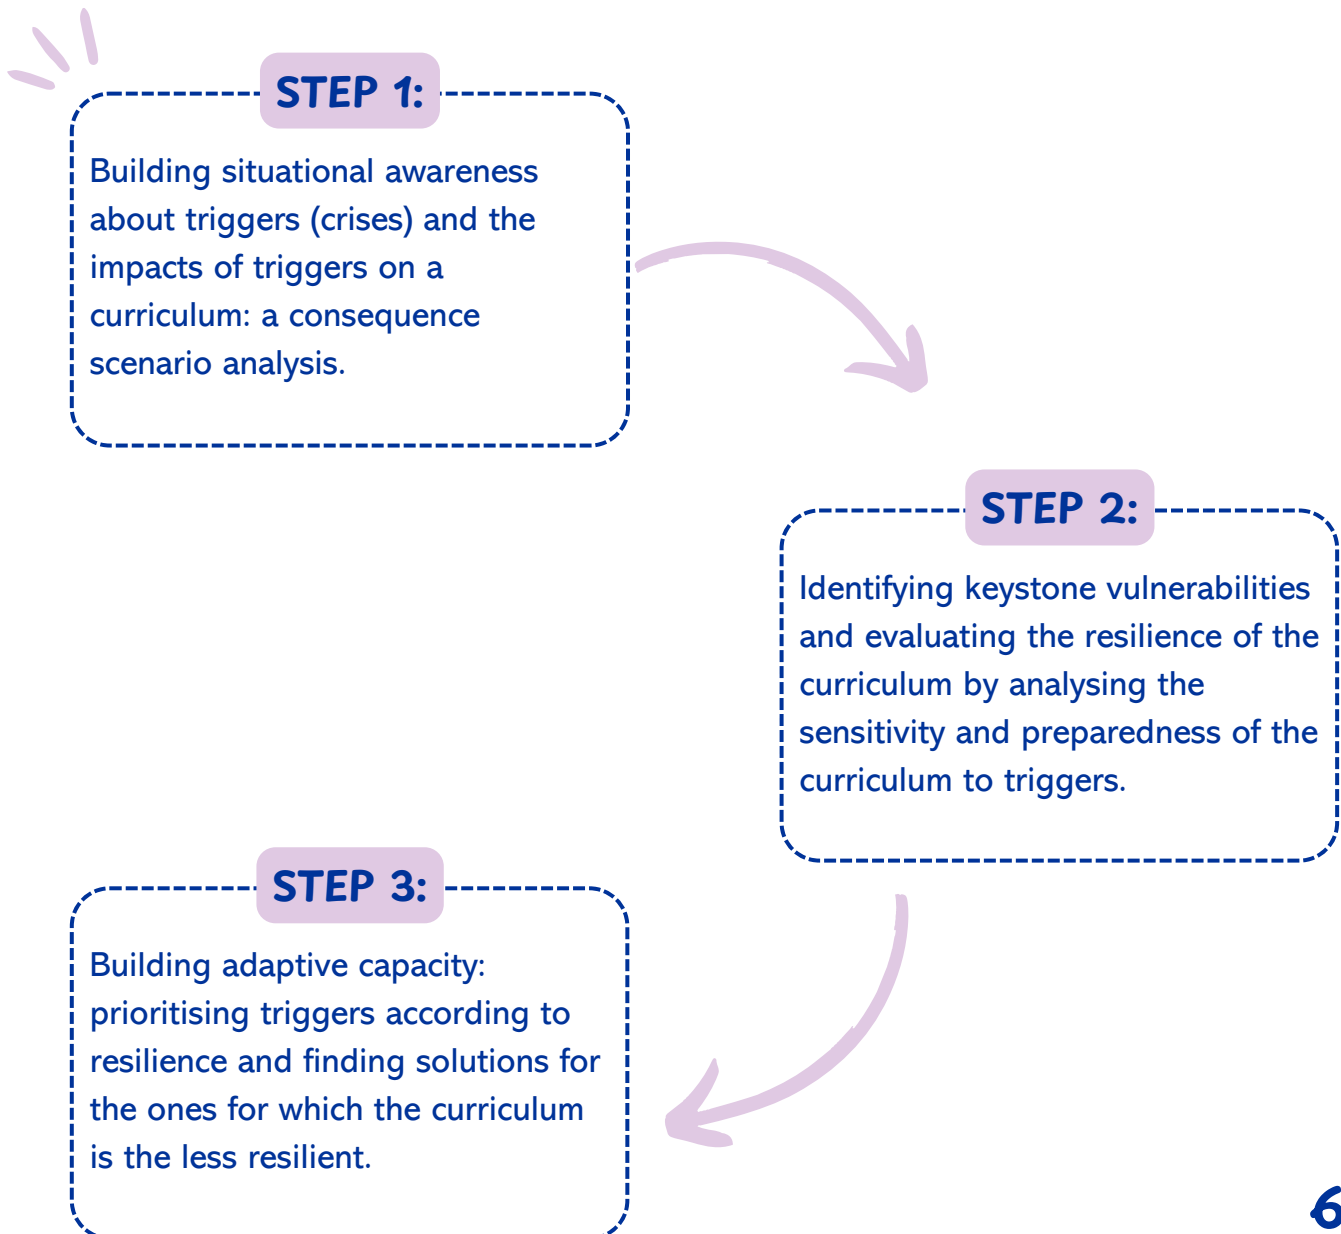 STEP 1:
Building situational awareness
about triggers (crises) and the
impacts of triggers on a
curriculum: a consequence
scenario analysis.
STEP 2:
Identifying keystone vulnerabilities
and evaluating the resilience of the
curriculum by analysing the
sensitivity and preparedness of the
curriculum to triggers.
STEP 3:
Building adaptive capacity:
prioritising triggers according to
resilience and finding solutions for
the ones for which the curriculum
is the less resilient.
6